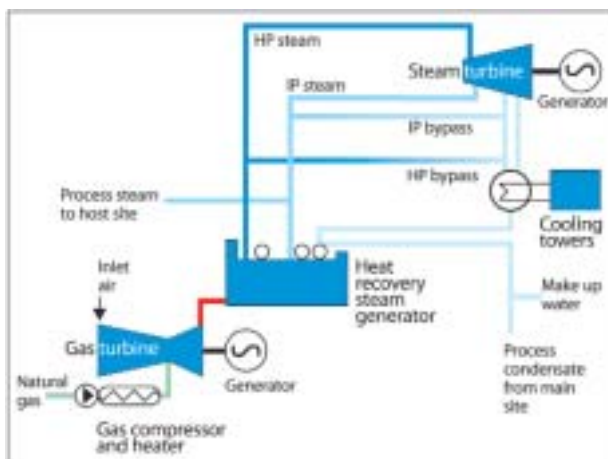 HP steam
Steam turbine
IP steam
Generator
IP bypass
HP bypass
Process steam
to host site
Cooling
towers
Inlet
air
Heat
recovery
steam
generator
Make up
water
Gas turbine
Process
condensate
from main
site
Natural
gas
Generator
Gas compressor
and heater